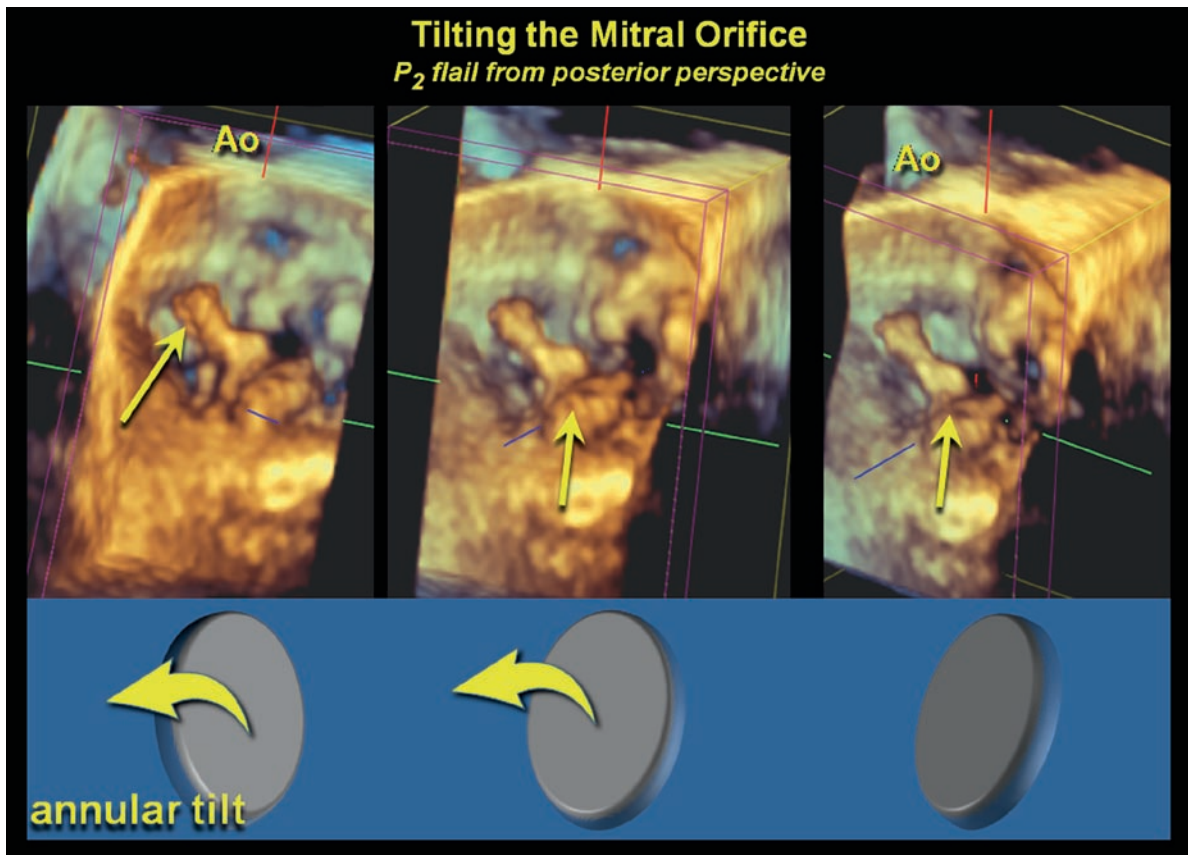 Tilting the Mitral Orifice
P2 flail from posterior perspective
Ao
Ao
annular tilt